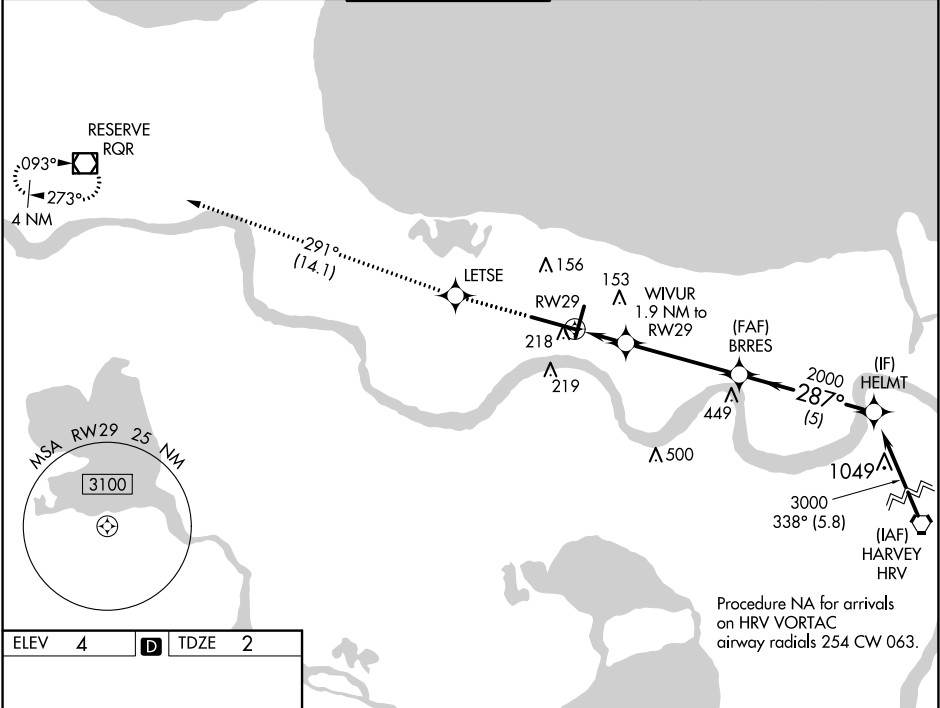 RESERVE
RQR
093°
273°
4 NM
291°
(14.1)
LETSE
156
153
RW29
WIVUR
1.9 NM to
RW29
218
219
(FAF)
BRRES
449
500
2000
287°
(5)
(IF)
HELMT
1049
3000
338° (5.8)
(IAF)
HARVEY
HRV
MSA RW29 25 NM
3100
Procedure NA for arrivals
on HRV VORTAC
airway radials 254 CW 063.
ELEV 4 D TDZE 2